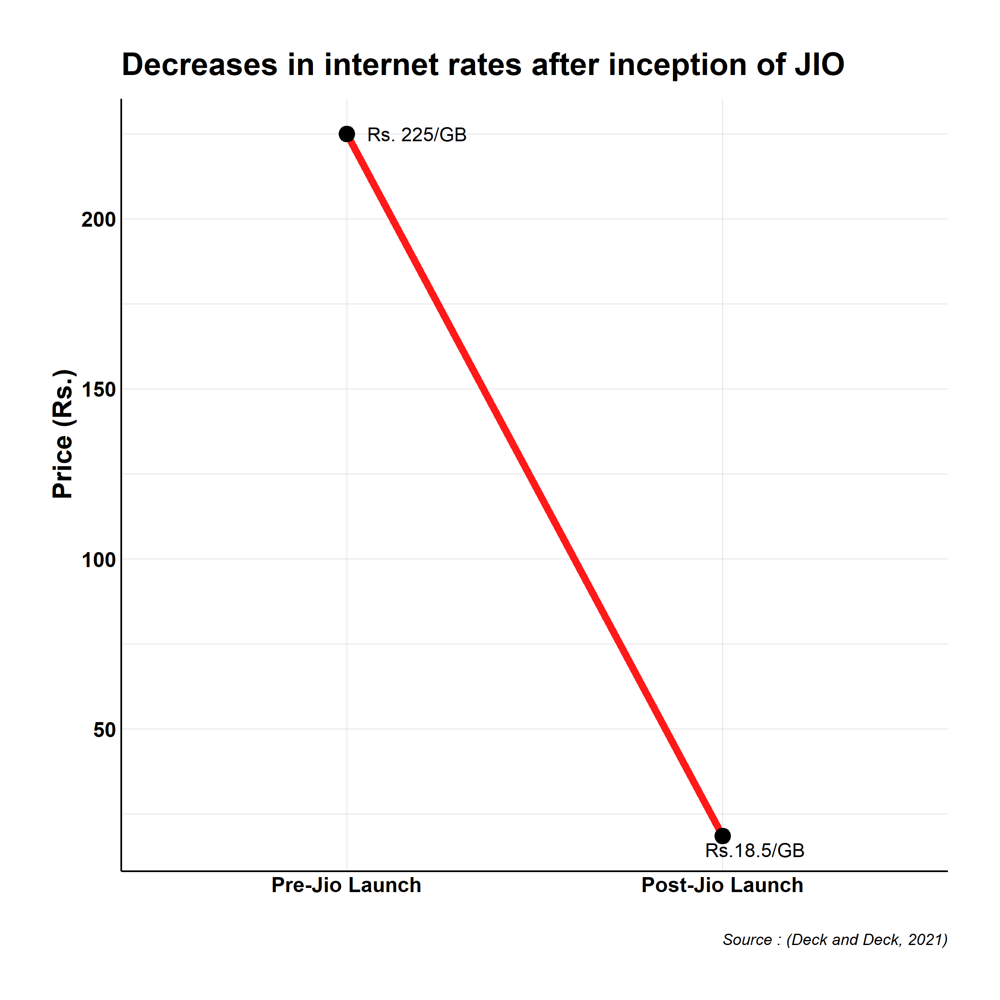 Decreases in internet rates after inception of JIO
Rs. 225/GB
200
150
Price (Rs.)
100
50
Rs.18.5/GB
Pre-Jio Launch
Post-Jio Launch
Source : (Deck and Deck, 2021)